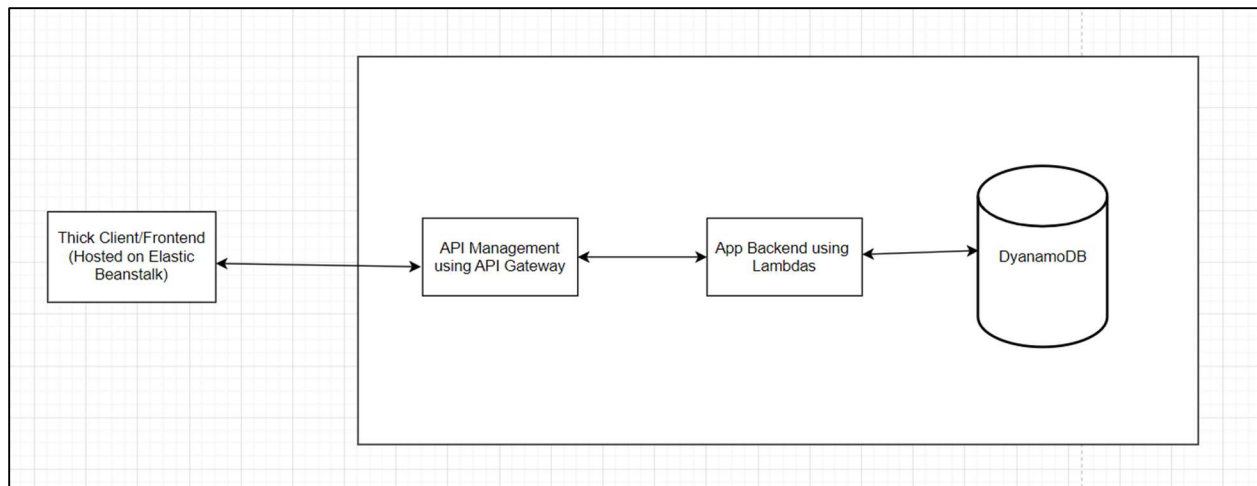 Thick Client/Frontend
(Hosted on Elastic
Beanstalk)
API Management
using API Gateway
App Backend using
Lambdas
DyanamoDB